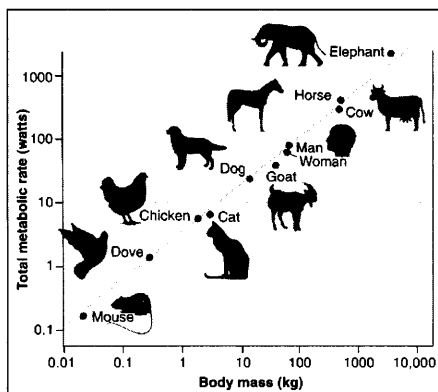 Total metabolic rate (watts)
1000
100
10
1
0.1
Elephant
Horse
Cow
Man
Woman
Dog
Goat
Chicken
Cat
Dove
Mouse
0.01
0.1
1
10
100
1000
10,000
Body mass (kg)